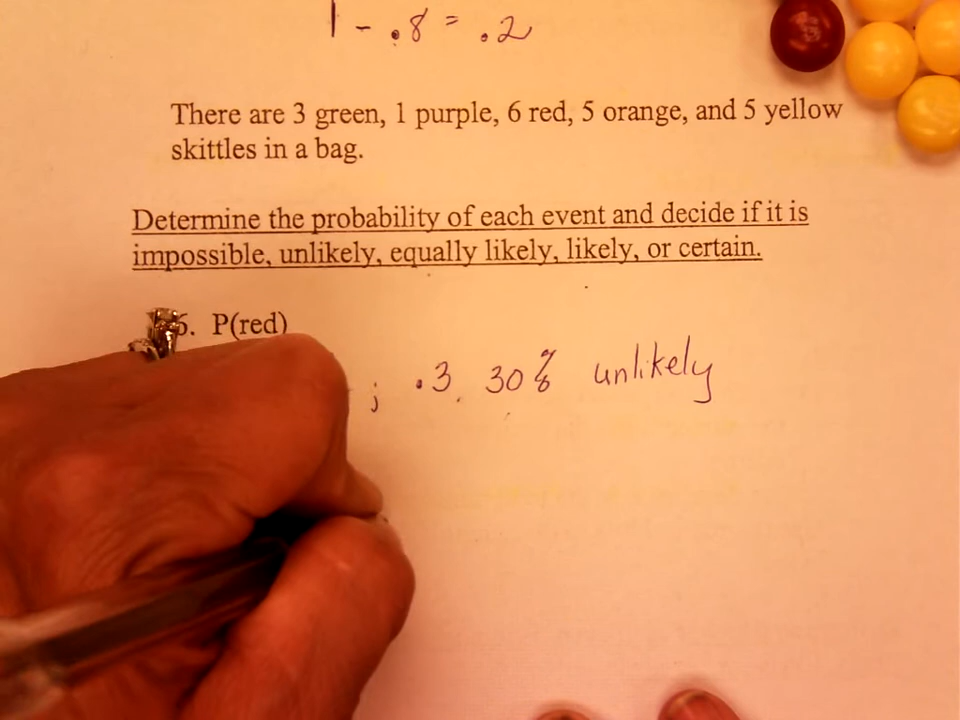 1 - .8 = .2
There are 3 green, 1 purple, 6 red, 5 orange, and 5 yellow
skittles in a bag.
Determine the probability of each event and decide if it is
impossible, unlikely, equally likely, likely, or certain.
6. P(red)
; .3 30% unlikely